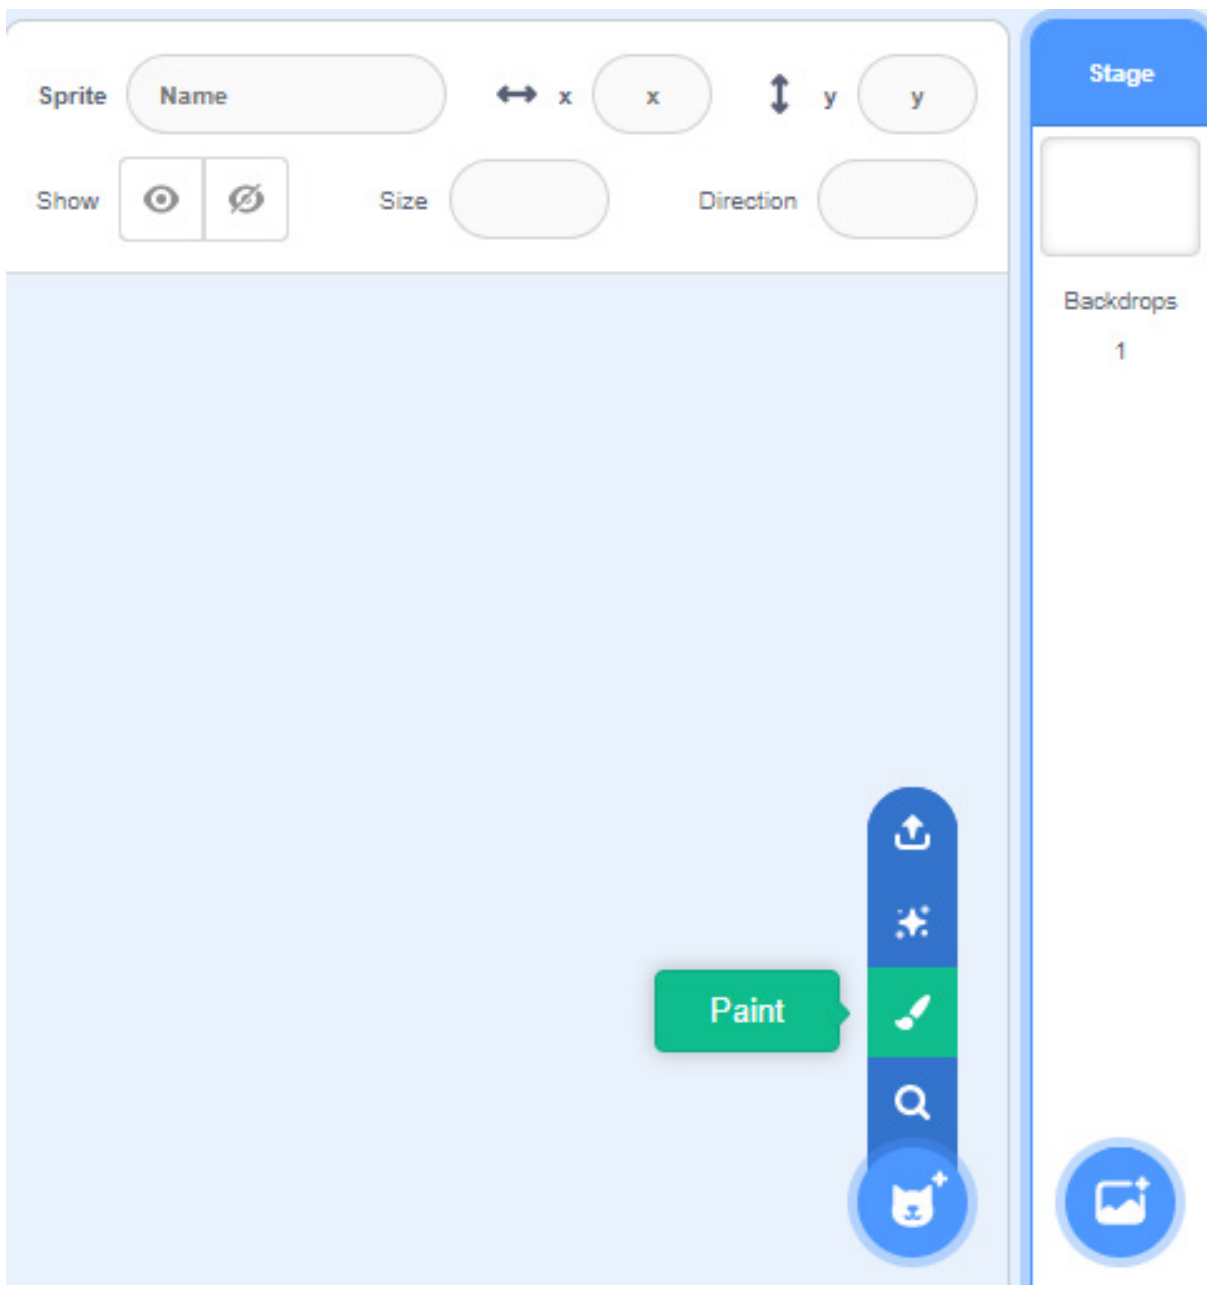 Sprite Name x x y y
Show Size Direction
Stage
Backdrops
1
Paint